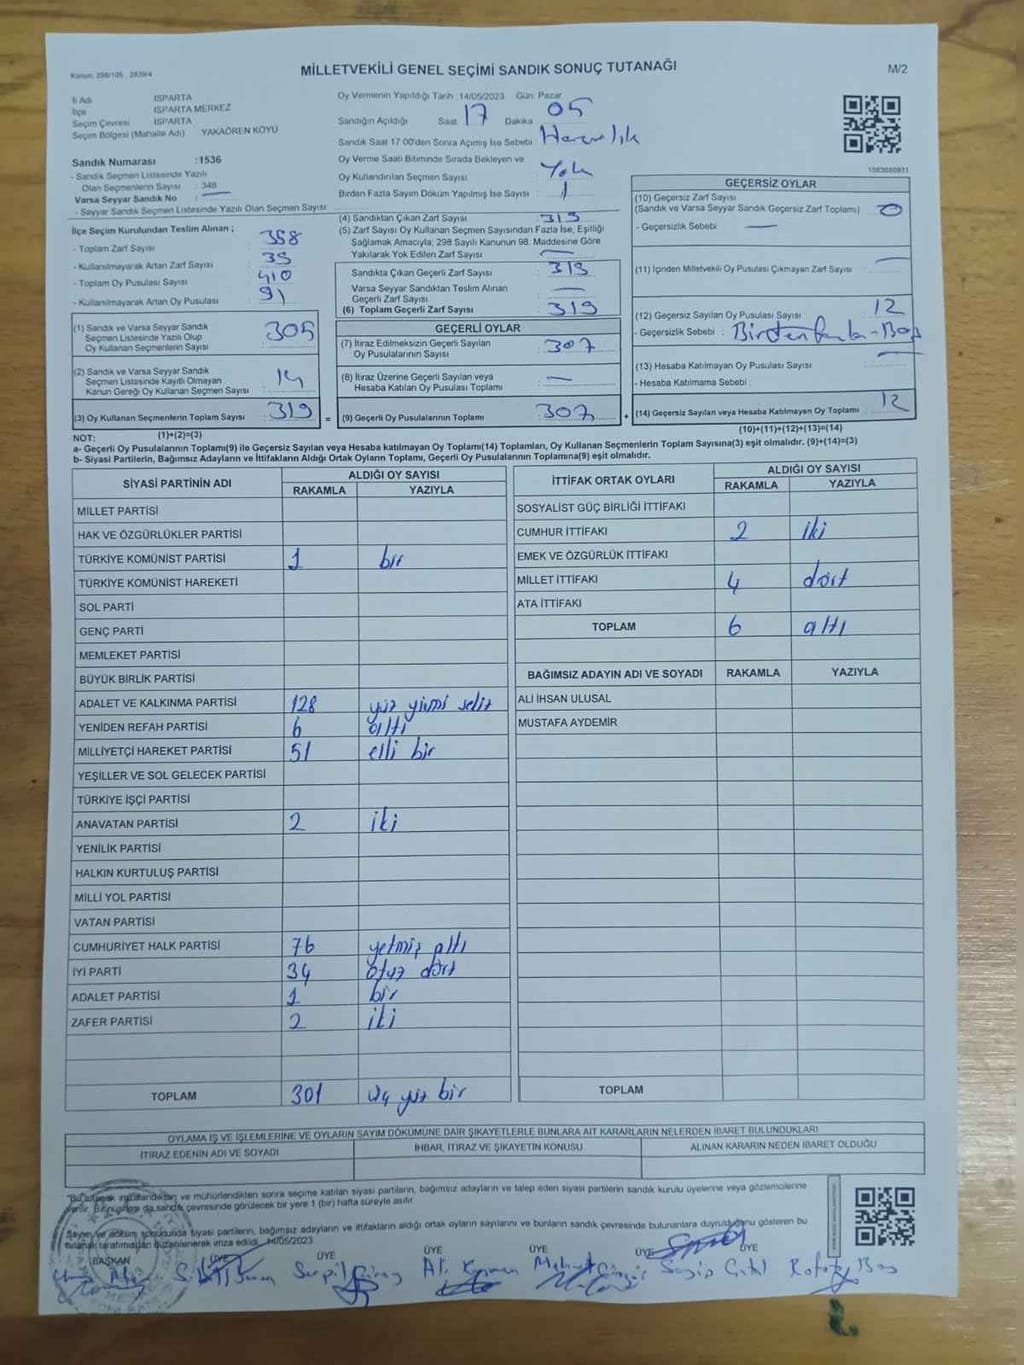 Kanun: 298/105 , 2839/4
MİLLETVEKİLİ GENEL SEÇİMİ SANDIK SONUÇ TUTANAĞI
M/2
İl Adı ISPARTA
İlçe ISPARTA MERKEZ
Seçim Çevresi ISPARTA
Seçim Bölgesi (Mahalle Adı) YAKAÖREN KÖYÜ
Sandık Numarası :1536
- Sandık Seçmen Listesinde Yazılı
Olan Seçmenlerin Sayısı : 348
Varsa Seyyar Sandık No :
- Seyyar Sandık Seçmen Listesinde Yazılı Olan Seçmen Sayısı
Oy Vermenin Yapıldığı Tarih :14/05/2023 Gün: Pazar
Sandığın Açıldığı Saat 17 Dakika 05
Sandık Saat 17:00'den Sonra Açılmış İse Sebebi Hazırlık
Oy Verme Saati Bitiminde Sırada Bekleyen ve
Oy Kullandırılan Seçmen Sayısı Yok
Birden Fazla Sayım Döküm Yapılmış İse Sayısı 1
1083080931
İlçe Seçim Kurulundan Teslim Alınan ;
- Toplam Zarf Sayısı 358
- Kullanılmayarak Artan Zarf Sayısı 39
- Toplam Oy Pusulası Sayısı 410
- Kullanılmayarak Artan Oy Pusulası 91
(1) Sandık ve Varsa Seyyar Sandık
Seçmen Listesinde Yazılı Olup
Oy Kullanan Seçmenlerin Sayısı 305
(2) Sandık ve Varsa Seyyar Sandık
Seçmen Listesinde Kayıtlı Olmayan
Kanun Gereği Oy Kullanan Seçmen Sayısı 14
(3) Oy Kullanan Seçmenlerin Toplam Sayısı 319 =
(4) Sandıktan Çıkan Zarf Sayısı 319
(5) Zarf Sayısı Oy Kullanan Seçmen Sayısından Fazla İse, Eşitliği
Sağlamak Amacıyla; 298 Sayılı Kanunun 98. Maddesine Göre
Yakılarak Yok Edilen Zarf Sayısı —
Sandıkta Çıkan Geçerli Zarf Sayısı 319
Varsa Seyyar Sandıktan Teslim Alınan
Geçerli Zarf Sayısı —
(6) Toplam Geçerli Zarf Sayısı 319
GEÇERLİ OYLAR
(7) İtiraz Edilmeksizin Geçerli Sayılan
Oy Pusulalarının Sayısı 307
(8) İtiraz Üzerine Geçerli Sayılan veya
Hesaba Katılan Oy Pusulası Toplamı —
(9) Geçerli Oy Pusulalarının Toplamı 307 +
GEÇERSİZ OYLAR
(10) Geçersiz Zarf Sayısı
(Sandık ve Varsa Seyyar Sandık Geçersiz Zarf Toplamı) 0
- Geçersizlik Sebebi : —
(11) İçinden Milletvekili Oy Pusulası Çıkmayan Zarf Sayısı —
(12) Geçersiz Sayılan Oy Pusulası Sayısı 12
- Geçersizlik Sebebi : Birden fazla - Boş
(13) Hesaba Katılmayan Oy Pusulası Sayısı —
- Hesaba Katılmama Sebebi :
(14) Geçersiz Sayılan veya Hesaba Katılmayan Oy Toplamı 12
NOT: (1)+(2)=(3) (10)+(11)+(12)+(13)=(14)
a- Geçerli Oy Pusulalarının Toplamı(9) ile Geçersiz Sayılan veya Hesaba katılmayan Oy Toplamı(14) Toplamları, Oy Kullanan Seçmenlerin Toplam Sayısına(3) eşit olmalıdır. (9)+(14)=(3)
b- Siyasi Partilerin, Bağımsız Adayların ve İttifakların Aldığı Ortak Oyların Toplamı, Geçerli Oy Pusulalarının Toplamına(9) eşit olmalıdır.
SİYASİ PARTİNİN ADI ALDIĞI OY SAYISI
RAKAMLA YAZIYLA
MİLLET PARTİSİ
HAK VE ÖZGÜRLÜKLER PARTİSİ
TÜRKİYE KOMÜNİST PARTİSİ 1 bir
TÜRKİYE KOMÜNİST HAREKETİ
SOL PARTİ
GENÇ PARTİ
MEMLEKET PARTİSİ
BÜYÜK BİRLİK PARTİSİ
ADALET VE KALKINMA PARTİSİ 128 yüz yirmi sekiz
YENİDEN REFAH PARTİSİ 6 altı
MİLLİYETÇİ HAREKET PARTİSİ 51 elli bir
YEŞİLLER VE SOL GELECEK PARTİSİ
TÜRKİYE İŞÇİ PARTİSİ
ANAVATAN PARTİSİ 2 iki
YENİLİK PARTİSİ
HALKIN KURTULUŞ PARTİSİ
MİLLİ YOL PARTİSİ
VATAN PARTİSİ
CUMHURİYET HALK PARTİSİ 76 yetmiş altı
İYİ PARTİ 34 otuz dört
ADALET PARTİSİ 1 bir
ZAFER PARTİSİ 2 iki
TOPLAM 301 üç yüz bir
İTTİFAK ORTAK OYLARI ALDIĞI OY SAYISI
RAKAMLA YAZIYLA
SOSYALİST GÜÇ BİRLİĞİ İTTİFAKI
CUMHUR İTTİFAKI 2 iki
EMEK VE ÖZGÜRLÜK İTTİFAKI
MİLLET İTTİFAKI 4 dört
ATA İTTİFAKI
TOPLAM 6 altı
BAĞIMSIZ ADAYIN ADI VE SOYADI RAKAMLA YAZIYLA
ALİ İHSAN ULUSAL
MUSTAFA AYDEMİR
TOPLAM
OYLAMA İŞ VE İŞLEMLERİNE VE OYLARIN SAYIM DÖKÜMÜNE DAİR ŞİKAYETLERLE BUNLARA AİT KARARLARIN NELERDEN İBARET BULUNDUKLARI
İTİRAZ EDENİN ADI VE SOYADI İHBAR, İTİRAZ VE ŞİKAYETİN KONUSU ALINAN KARARIN NEDEN İBARET OLDUĞU
"Bu tutanak imzalandıktan ve mühürlendikten sonra seçime katılan siyasi partilerin, bağımsız adayların ve talep eden siyasi partilerin sandık kurulu üyelerine veya gözlemcilerine
verilir. Bir nüshası da sandık çevresinde görülecek bir yere 1 (bir) hafta süreyle asılır.
Sayım ve döküm sonucunda siyasi partilerin, bağımsız adayların ve ittifakların aldığı ortak oyların sayılarını ve bunların sandık çevresinde bulunanlara duyrulduğunu gösteren bu
tutanak tarafımızdan düzenlenerek imza edildi. 14/05/2023
BAŞKAN ÜYE ÜYE ÜYE ÜYE ÜYE ÜYE